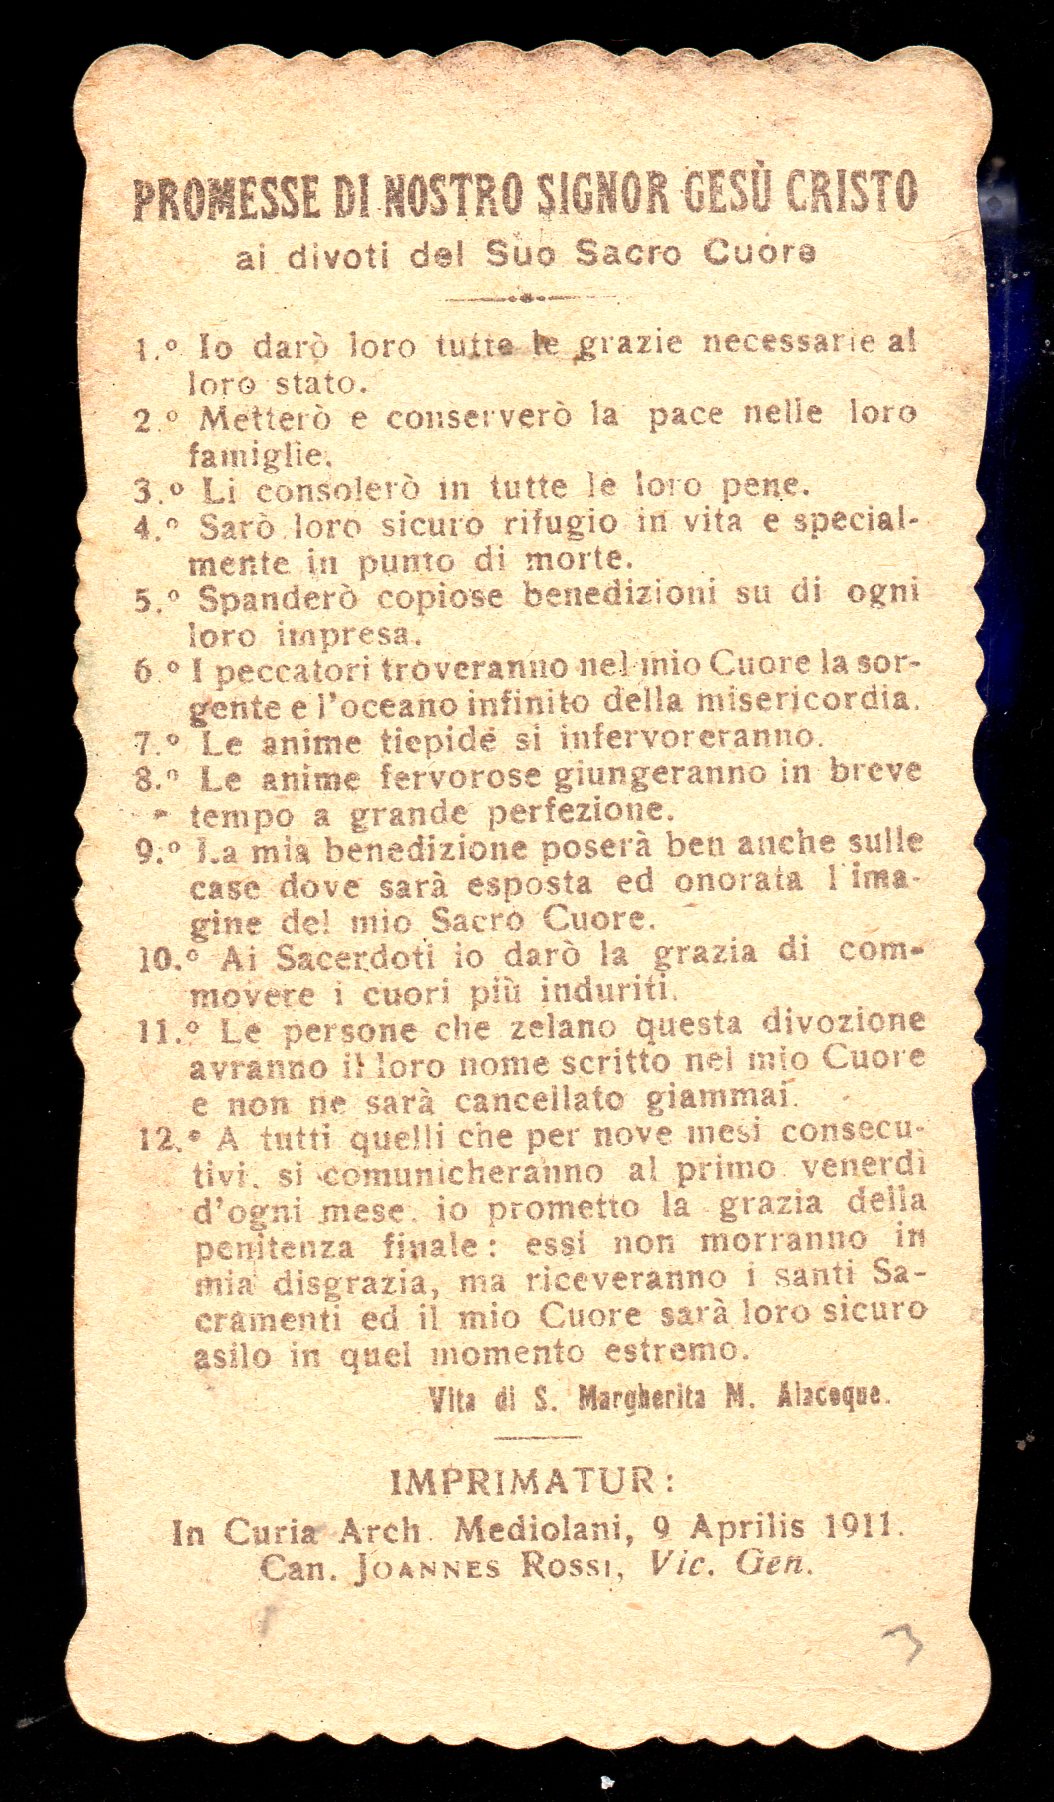 PROMESSE DI NOSTRO SIGNOR GESÙ CRISTO
ai divoti del Suo Sacro Cuore
1.º Io darò loro tutte le grazie necessarie al
loro stato.
2.º Metterò e conserverò la pace nelle loro
famiglie.
3.º Li consolerò in tutte le loro pene.
4.º Sarò loro sicuro rifugio in vita e special-
mente in punto di morte.
5.º Spanderò copiose benedizioni su di ogni
loro impresa.
6.º I peccatori troveranno nel mio Cuore la sor-
gente e l'oceano infinito della misericordia.
7.º Le anime tiepide si infervoreranno.
8.º Le anime fervorose giungeranno in breve
tempo a grande perfezione.
9.º La mia benedizione poserà ben anche sulle
case dove sarà esposta ed onorata l'ima-
gine del mio Sacro Cuore.
10.º Ai Sacerdoti io darò la grazia di com-
movere i cuori più induriti.
11.º Le persone che zelano questa divozione
avranno il loro nome scritto nel mio Cuore
e non ne sarà cancellato giammai.
12.º A tutti quelli che per nove mesi consecu-
tivi, si comunicheranno al primo venerdì
d'ogni mese, io prometto la grazia della
penitenza finale: essi non morranno in
mia disgrazia, ma riceveranno i santi Sa-
cramenti ed il mio Cuore sarà loro sicuro
asilo in quel momento estremo.
Vita di S. Margherita M. Alacoque.
IMPRIMATUR:
In Curia Arch. Mediolani, 9 Aprilis 1911.
Can. JOANNES ROSSI, Vic. Gen.